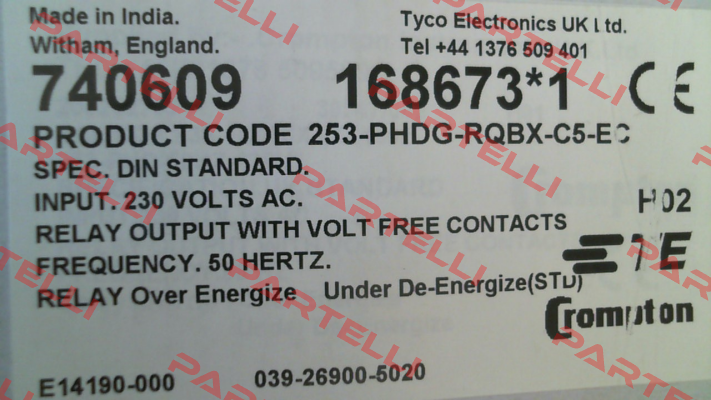 Made in India. Tyco Electronics UK Ltd.
Witham, England. Tel +44 1376 509 401
740609 168673*1 CE
PRODUCT CODE 253-PHDG-RQBX-C5-EC
SPEC. DIN STANDARD.
INPUT. 230 VOLTS AC. H02
RELAY OUTPUT WITH VOLT FREE CONTACTS
FREQUENCY. 50 HERTZ. TE
RELAY Over Energize Under De-Energize(STD)
Crompton
E14190-000 039-26900-5020
PARTELLI